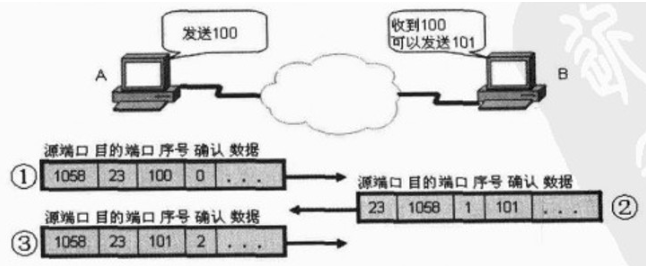 发送100
收到100
可以发送101
A
B
源端口 目的端口 序号 确认 数据
① 1058 23 100 0 . . .
源端口 目的端口 序号 确认 数据
23 1058 1 101 . . . ②
源端口 目的端口 序号 确认 数据
③ 1058 23 101 2 . . .